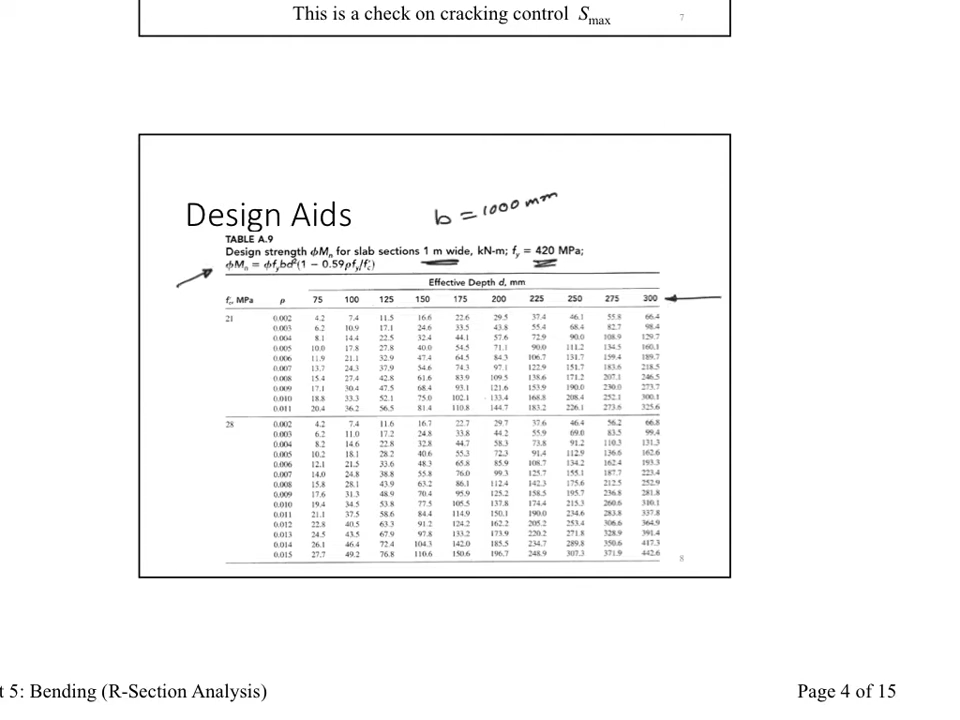 This is a check on cracking control Smax
7
Design Aids
b = 1000 mm
TABLE A.9
Design strength ϕMn for slab sections 1 m wide, kN-m; fy = 420 MPa;
ϕMn = ϕfybd²(1 − 0.59ρfy/f′c)
Effective Depth d, mm
f′c, MPa ρ 75 100 125 150 175 200 225 250 275 300
21 0.002 4.2 7.4 11.5 16.6 22.6 29.5 37.4 46.1 55.8 66.4
0.003 6.2 10.9 17.1 24.6 33.5 43.8 55.4 68.4 82.7 98.4
0.004 8.1 14.4 22.5 32.4 44.1 57.6 72.9 90.0 108.9 129.7
0.005 10.0 17.8 27.8 40.0 54.5 71.1 90.0 111.2 134.5 160.1
0.006 11.9 21.1 32.9 47.4 64.5 84.3 106.7 131.7 159.4 189.7
0.007 13.7 24.3 37.9 54.6 74.3 97.1 122.9 151.7 183.6 218.5
0.008 15.4 27.4 42.8 61.6 83.9 109.5 138.6 171.2 207.1 246.5
0.009 17.1 30.4 47.5 68.4 93.1 121.6 153.9 190.0 230.0 273.7
0.010 18.8 33.3 52.1 75.0 102.1 133.4 168.8 208.4 252.1 300.1
0.011 20.4 36.2 56.5 81.4 110.8 144.7 183.2 226.1 273.6 325.6
28 0.002 4.2 7.4 11.6 16.7 22.7 29.7 37.6 46.4 56.2 66.8
0.003 6.2 11.0 17.2 24.8 33.8 44.2 55.9 69.0 83.5 99.4
0.004 8.2 14.6 22.8 32.8 44.7 58.3 73.8 91.2 110.3 131.3
0.005 10.2 18.1 28.2 40.6 55.3 72.3 91.4 112.9 136.6 162.6
0.006 12.1 21.5 33.6 48.3 65.8 85.9 108.7 134.2 162.4 193.3
0.007 14.0 24.8 38.8 55.8 76.0 99.3 125.7 155.1 187.7 223.4
0.008 15.8 28.1 43.9 63.2 86.1 112.4 142.3 175.6 212.5 252.9
0.009 17.6 31.3 48.9 70.4 95.9 125.2 158.5 195.7 236.8 281.8
0.010 19.4 34.5 53.8 77.5 105.5 137.8 174.4 215.3 260.6 310.1
0.011 21.1 37.5 58.6 84.4 114.9 150.1 190.0 234.6 283.8 337.8
0.012 22.8 40.5 63.3 91.2 124.2 162.2 205.2 253.4 306.6 364.9
0.013 24.5 43.5 67.9 97.8 133.2 173.9 220.2 271.8 328.9 391.4
0.014 26.1 46.4 72.4 104.3 142.0 185.5 234.7 289.8 350.6 417.3
0.015 27.7 49.2 76.8 110.6 150.6 196.7 248.9 307.3 371.9 442.6
8
t 5: Bending (R-Section Analysis)
Page 4 of 15